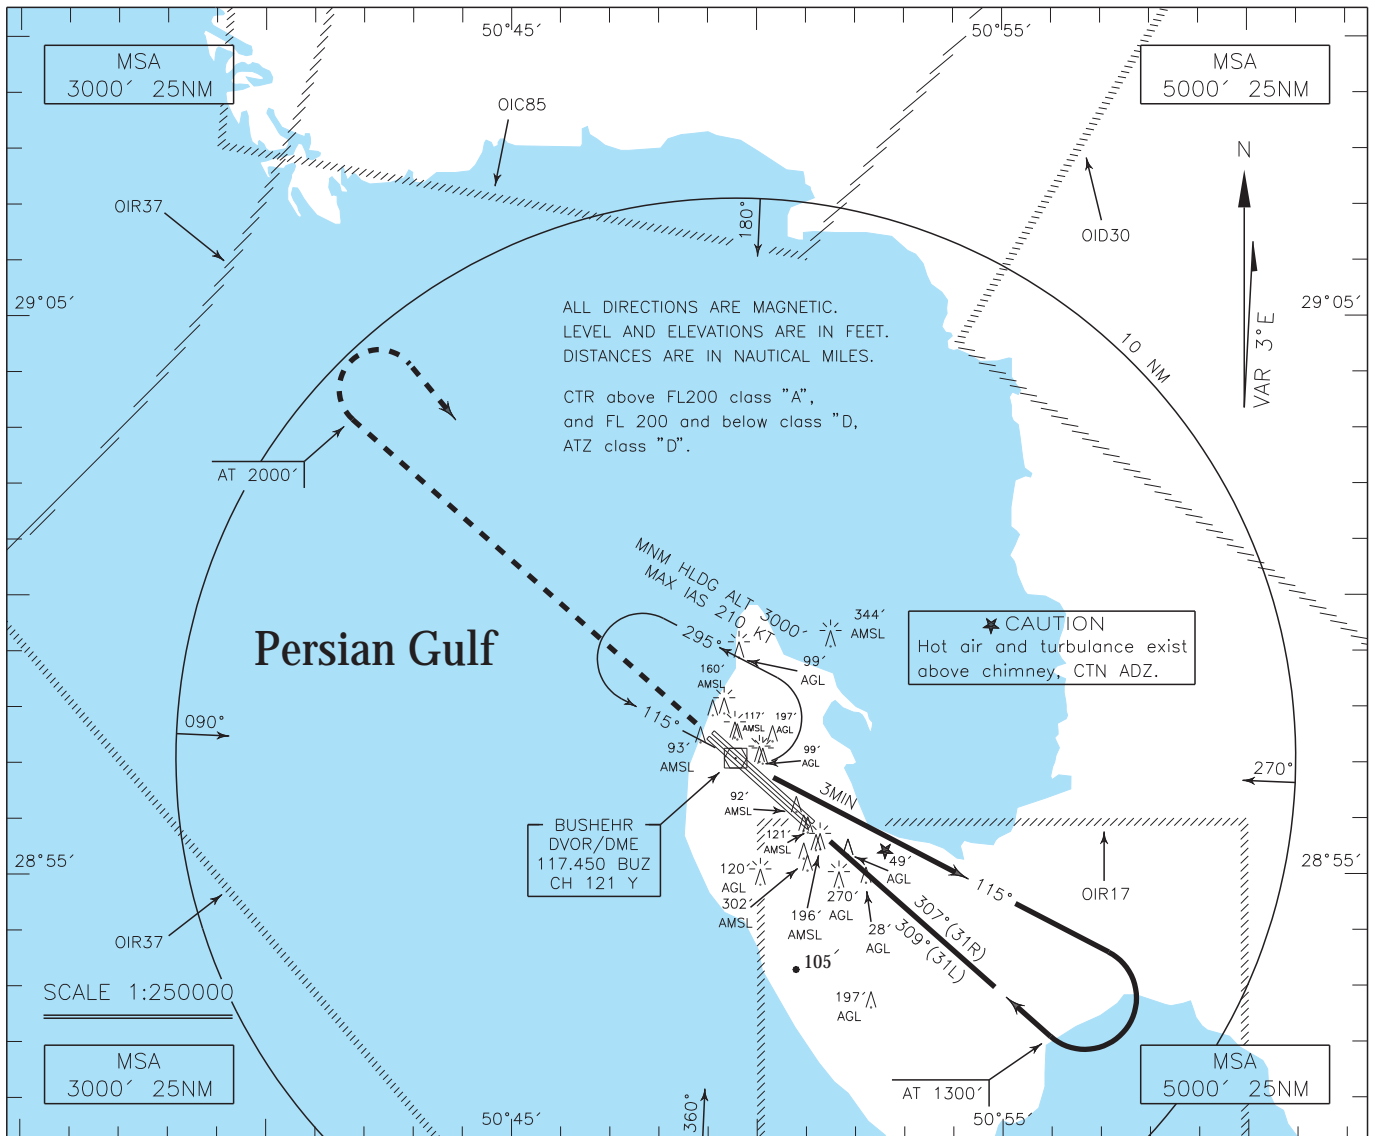 50°45′
50°55′
MSA
3000′ 25NM
MSA
5000′ 25NM
OIC85
N
OIR37
180°
OID30
29°05′
ALL DIRECTIONS ARE MAGNETIC.
LEVEL AND ELEVATIONS ARE IN FEET.
DISTANCES ARE IN NAUTICAL MILES.
29°05′
10 NM
VAR 3°E
CTR above FL200 class "A",
and FL 200 and below class "D,
ATZ class "D".
AT 2000′
MNM HLDG ALT 3000′
MAX IAS 210 KT
295°
344′
AMSL
CAUTION
Hot air and turbulence exist
above chimney, CTN ADZ.
Persian Gulf
99′
AGL
160′
AMSL
115°
117′
AMSL
197′
AGL
090°
93′
AMSL
99′
AGL
270°
3MIN
92′
AMSL
BUSHEHR
DVOR/DME
117.450 BUZ
CH 121 Y
121′
AMSL
28°55′
120′
AGL
49′
AGL
28°55′
115°
OIR17
302′
AMSL
196′
AMSL
270′
AGL
28′
AGL
307°(31R)
309°(31L)
OIR37
105′
SCALE 1:250000
197′
AGL
MSA
3000′ 25NM
MSA
5000′ 25NM
AT 1300′
360°
50°45′
50°55′